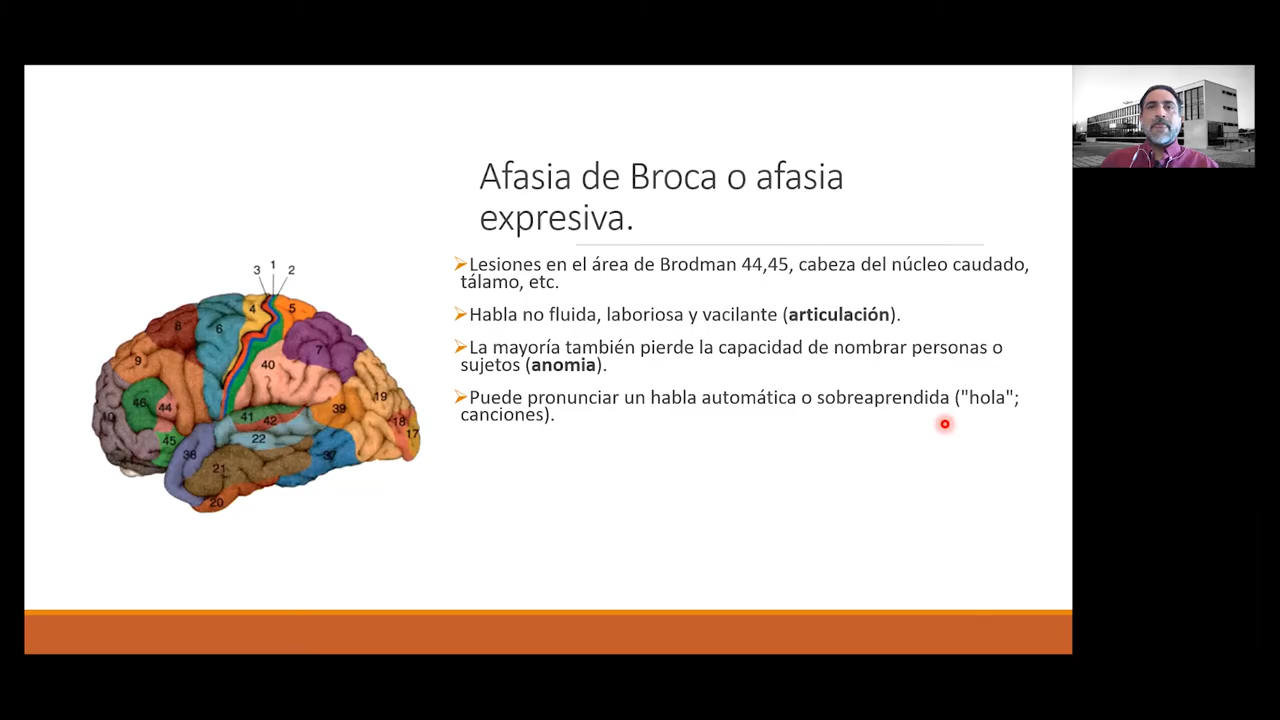 Afasia de Broca o afasia
expresiva.
Lesiones en el área de Brodman 44,45, cabeza del núcleo caudado,
tálamo, etc.
Habla no fluida, laboriosa y vacilante (articulación).
La mayoría también pierde la capacidad de nombrar personas o
sujetos (anomia).
Puede pronunciar un habla automática o sobreaprendida ("hola";
canciones).
3 1 2
4 5
8 6
7
9
40
19
46 44
39
10
41
42
18
17
45
22
38
37
21
20